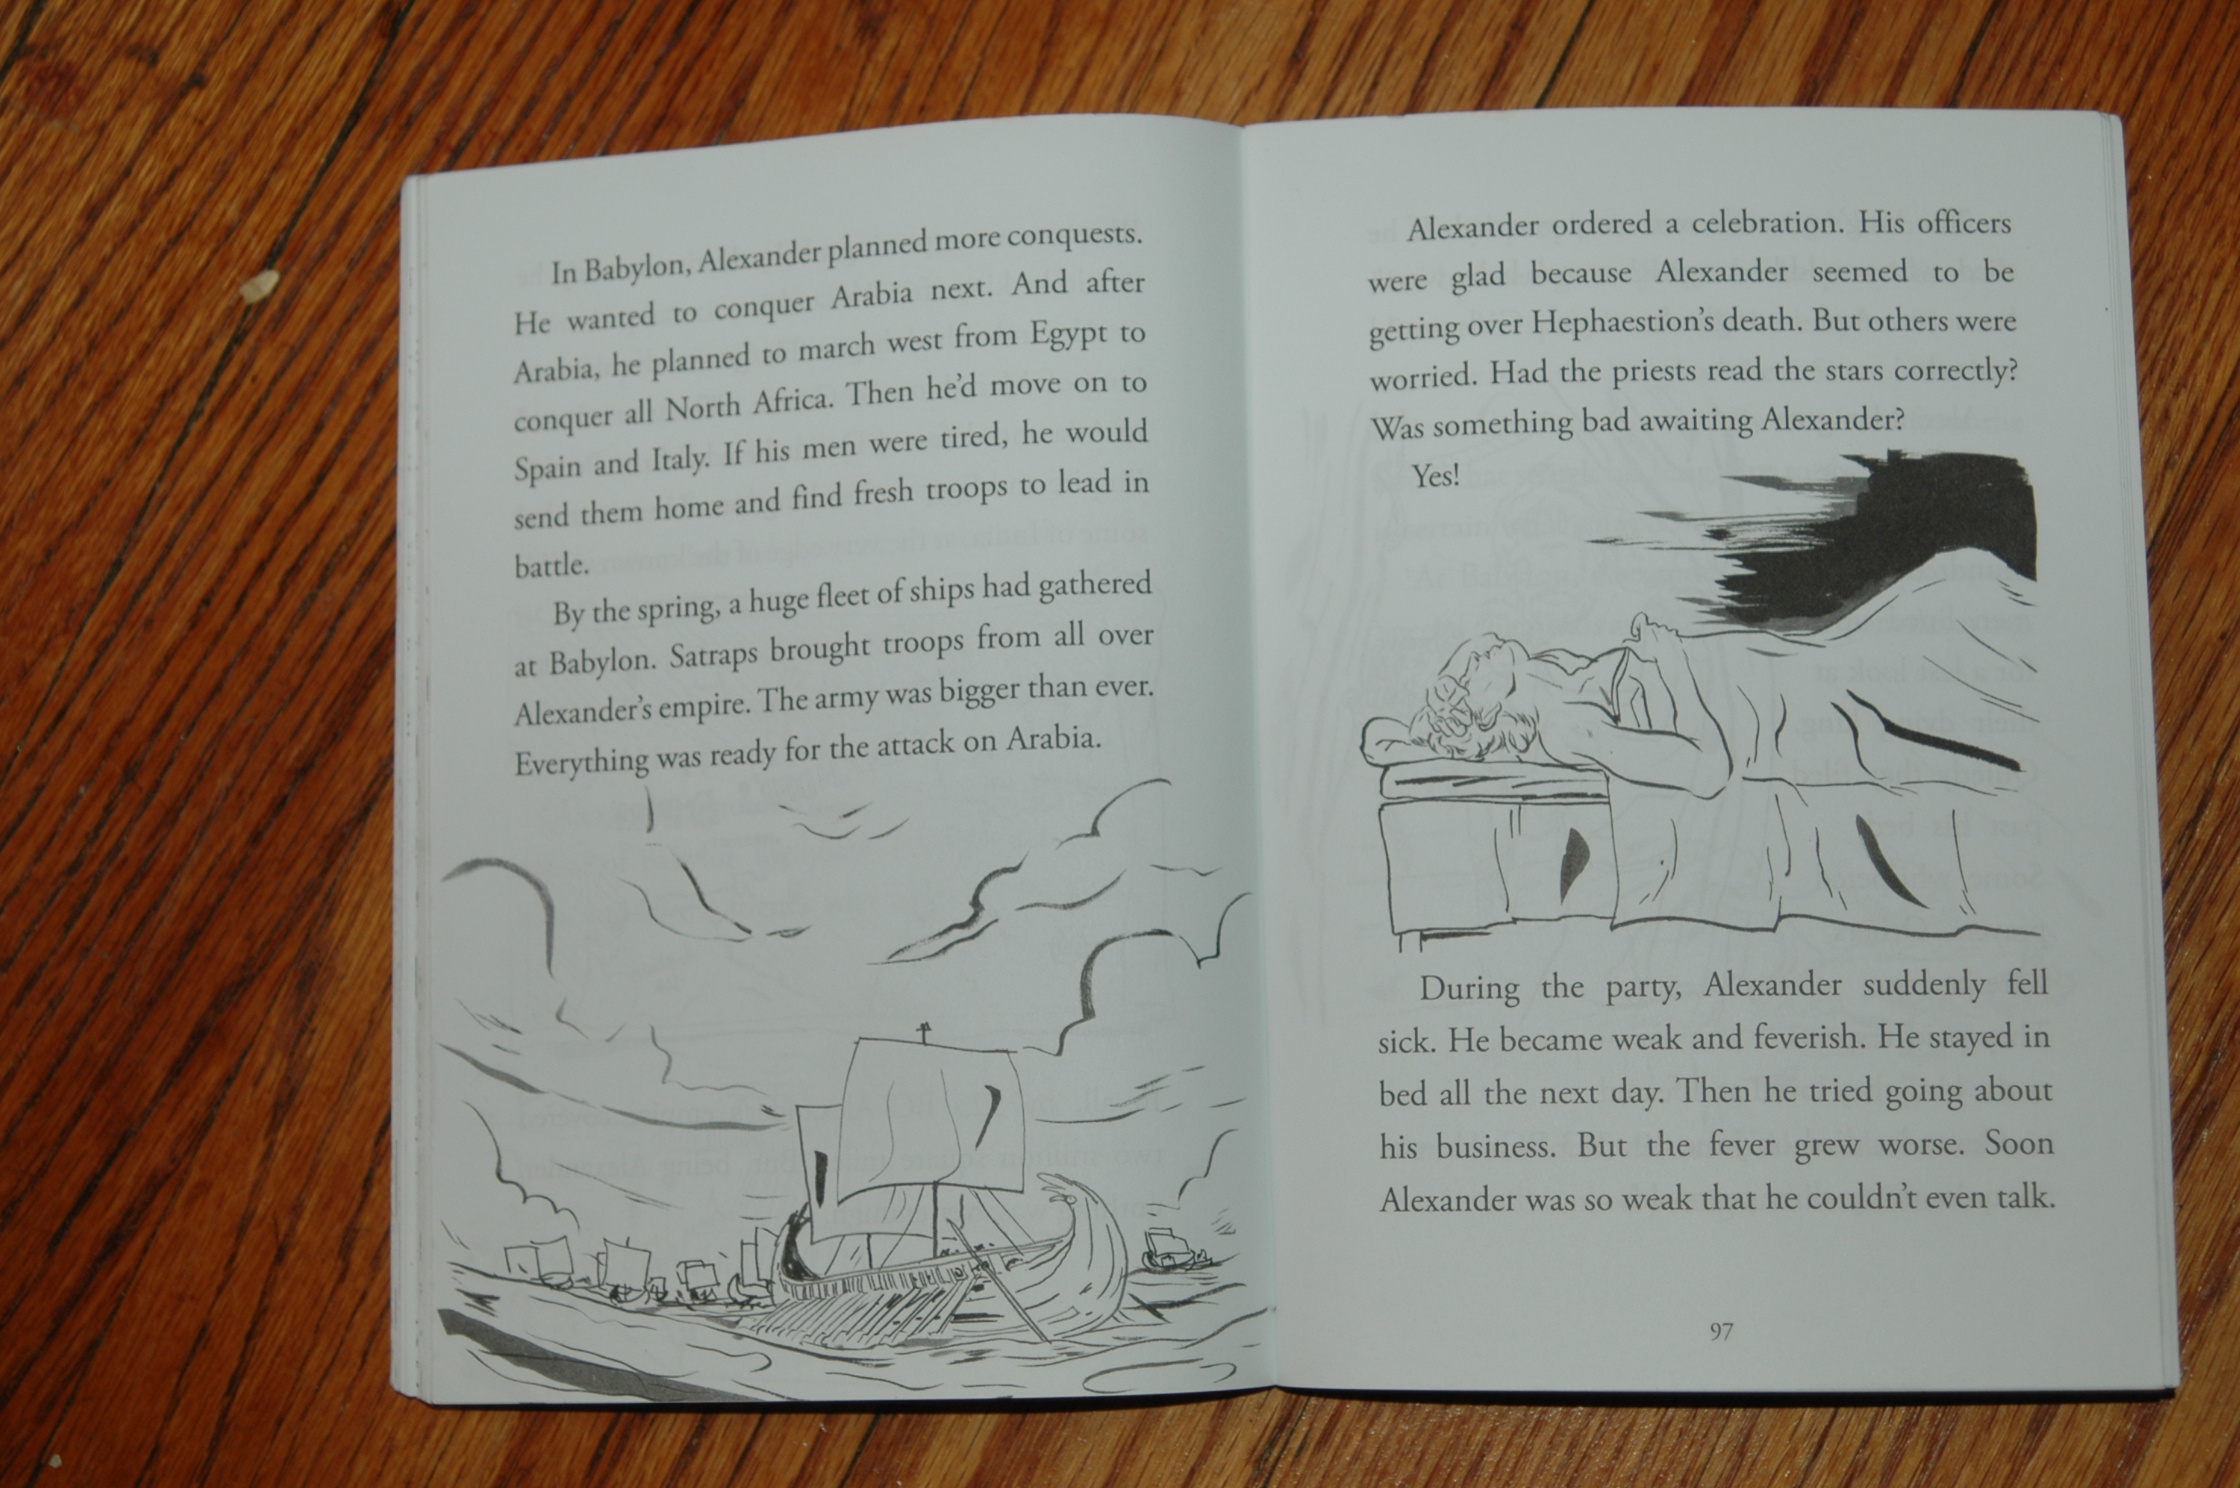 In Babylon, Alexander planned more conquests.
He wanted to conquer Arabia next. And after
Arabia, he planned to march west from Egypt to
conquer all North Africa. Then he'd move on to
Spain and Italy. If his men were tired, he would
send them home and find fresh troops to lead in
battle.
By the spring, a huge fleet of ships had gathered
at Babylon. Satraps brought troops from all over
Alexander's empire. The army was bigger than ever.
Everything was ready for the attack on Arabia.
Alexander ordered a celebration. His officers
were glad because Alexander seemed to be
getting over Hephaestion's death. But others were
worried. Had the priests read the stars correctly?
Was something bad awaiting Alexander?
Yes!
During the party, Alexander suddenly fell
sick. He became weak and feverish. He stayed in
bed all the next day. Then he tried going about
his business. But the fever grew worse. Soon
Alexander was so weak that he couldn't even talk.
97